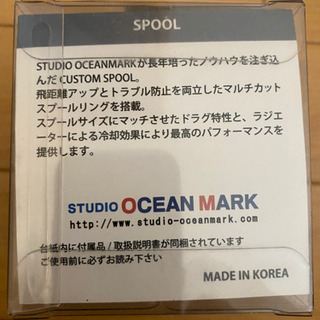 SPOOL
STUDIO OCEANMARKが長年培ったノウハウを注ぎ込
んだ CUSTOM SPOOL。
飛距離アップとトラブル防止を両立したマルチカット
スプールリングを搭載。
スプールサイズにマッチさせたドラグ特性と、ラジエ
ーターによる冷却効果により最高のパフォーマンスを
提供します。
STUDIO OCEAN MARK
http://www.studio-oceanmark.com
台紙内に付属品/取扱説明書が同梱されています
ご使用前に必ずお読み下さい
MADE IN KOREA